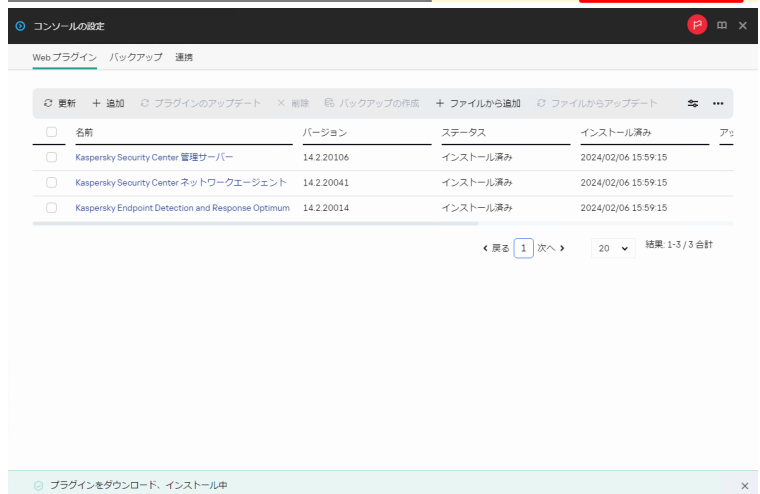 コンソールの設定
Web プラグイン バックアップ 連携
更新 + 追加 プラグインのアップデート × 削除 バックアップの作成 + ファイルから追加 ファイルからアップデート
名前 バージョン ステータス インストール済み アッ
Kaspersky Security Center 管理サーバー 14.2.20106 インストール済み 2024/02/06 15:59:15
Kaspersky Security Center ネットワークエージェント 14.2.20041 インストール済み 2024/02/06 15:59:15
Kaspersky Endpoint Detection and Response Optimum 14.2.20014 インストール済み 2024/02/06 15:59:15
戻る 1 次へ 20 結果: 1-3 / 3 合計
プラグインをダウンロード、インストール中